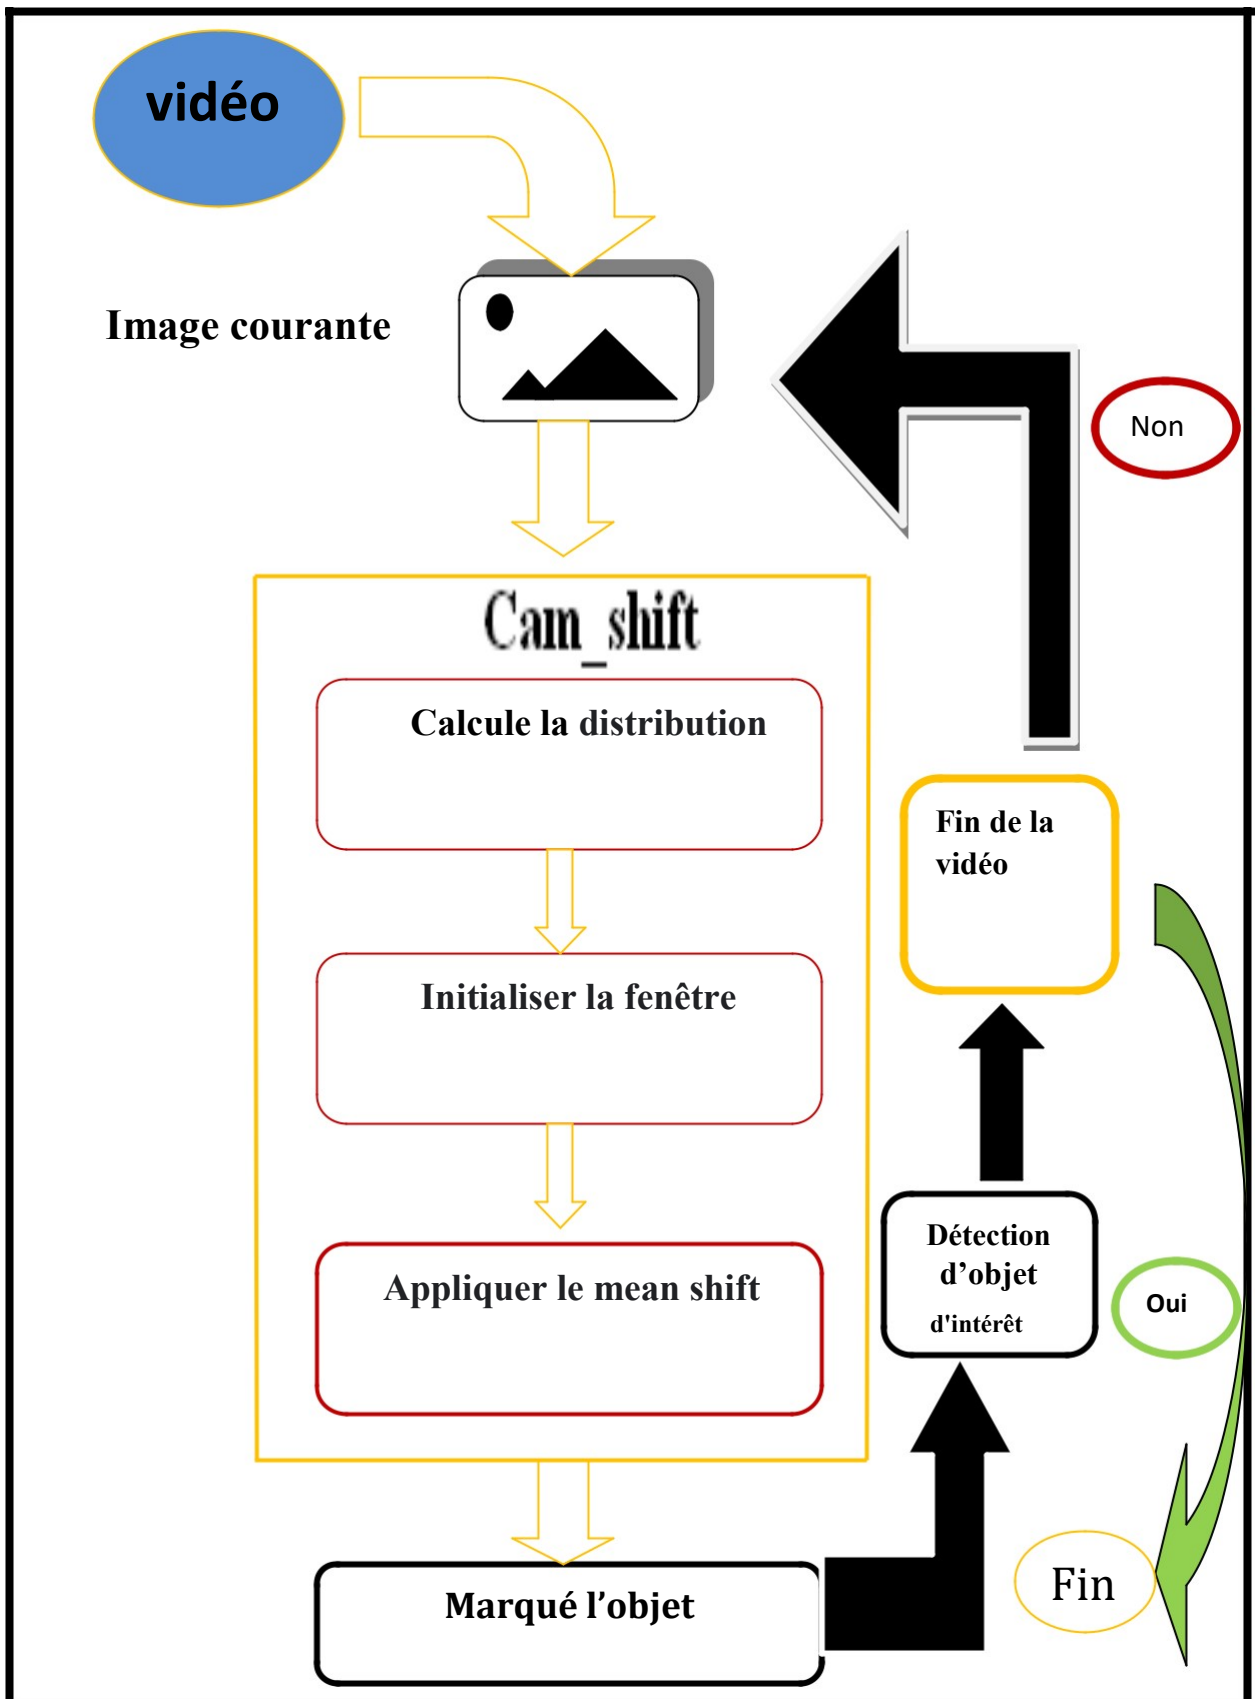 vidéo
Image courante
Non
Cam_shift
Calcule la distribution
Initialiser la fenêtre
Appliquer le mean shift
Marqué l’objet
Détection
d’objet
d'intérêt
Fin de la
vidéo
Oui
Fin